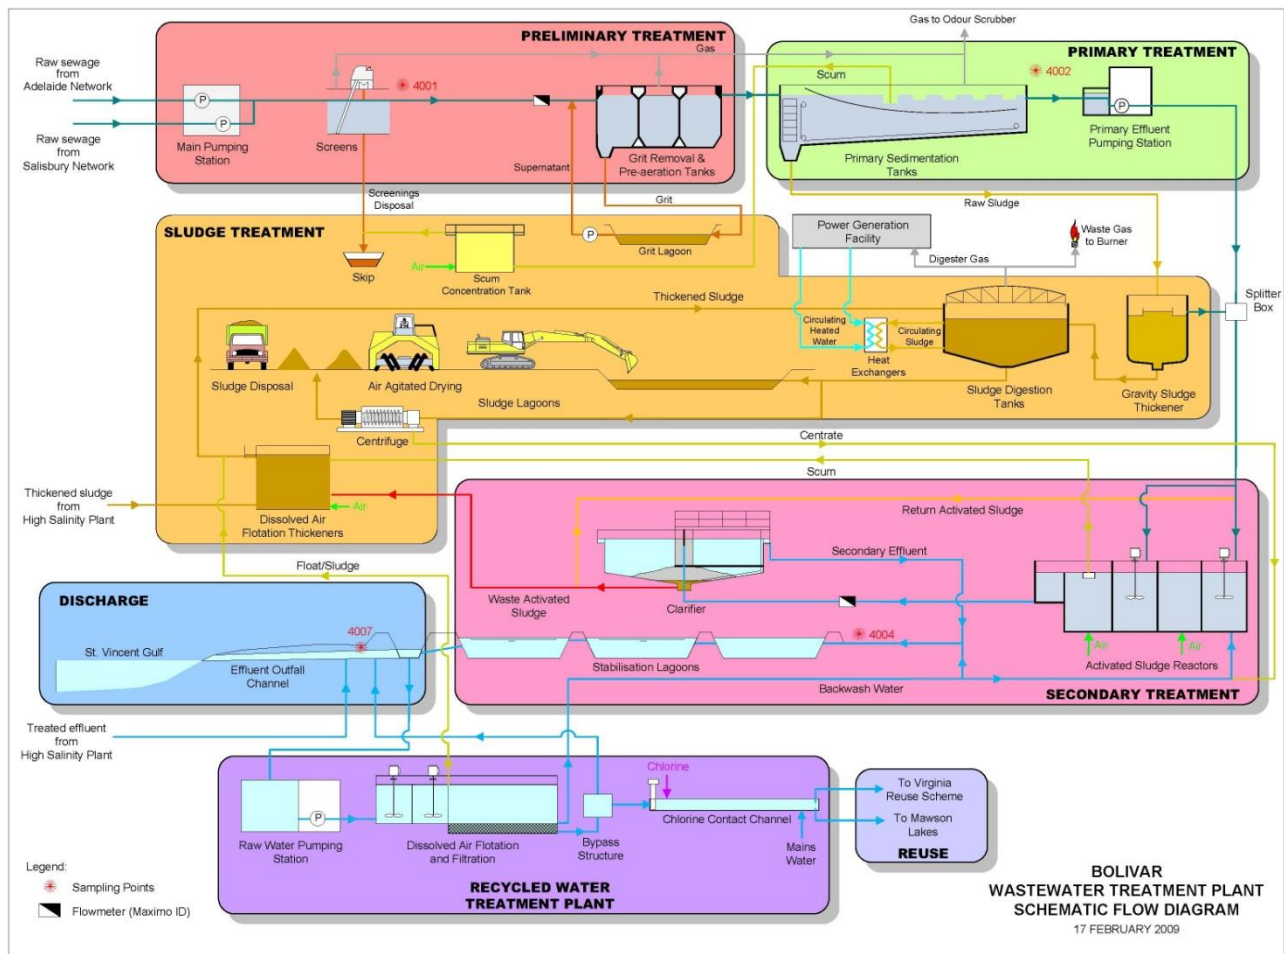 Gas to Odour Scrubber
PRELIMINARY TREATMENT
Gas
PRIMARY TREATMENT
Raw sewage
from
Adelaide Network
4001
Scum
4002
P
P
Raw sewage
from
Salisbury Network
Main Pumping
Station
Screens
Supernatant
Grit Removal &
Pre-aeration Tanks
Primary Sedimentation
Tanks
P
Primary Effluent
Pumping Station
Screenings
Disposal
Grit
Raw Sludge
SLUDGE TREATMENT
P
Grit Lagoon
Power Generation
Facility
Waste Gas
to Burner
Digester Gas
Skip
Air
Scum
Concentration Tank
Thickened Sludge
Splitter
Box
Circulating
Heated
Water
Circulating
Sludge
Heat
Exchangers
Sludge Disposal
Air Agitated Drying
Sludge Lagoons
Sludge Digestion
Tanks
Gravity Sludge
Thickener
Centrifuge
Centrate
Scum
Thickened sludge
from
High Salinity Plant
Air
Dissolved Air
Flotation Thickeners
Return Activated Sludge
Secondary Effluent
Float/Sludge
Waste Activated
Sludge
Clarifier
DISCHARGE
4007
St. Vincent Gulf
Effluent Outfall
Channel
4004
Stabilisation Lagoons
Air
Air
Activated Sludge Reactors
Backwash Water
SECONDARY TREATMENT
Treated effluent
from
High Salinity Plant
Chlorine
P
Raw Water Pumping
Station
Dissolved Air Flotation
and Filtration
Bypass
Structure
Chlorine Contact Channel
Mains
Water
To Virginia
Reuse Scheme
To Mawson
Lakes
REUSE
RECYCLED WATER
TREATMENT PLANT
Legend:
Sampling Points
Flowmeter (Maximo ID)
BOLIVAR
WASTEWATER TREATMENT PLANT
SCHEMATIC FLOW DIAGRAM
17 FEBRUARY 2009